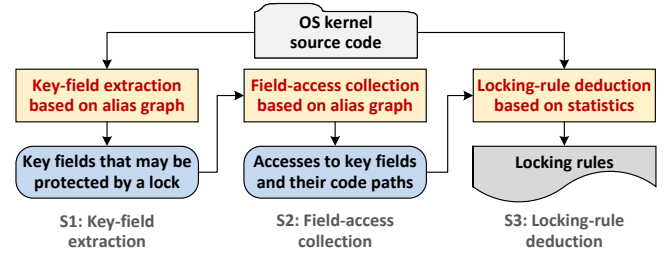 OS kernel
source code
Key-field extraction
based on alias graph
Field-access collection
based on alias graph
Locking-rule deduction
based on statistics
Key fields that may be
protected by a lock
Accesses to key fields
and their code paths
Locking rules
S1: Key-field
extraction
S2: Field-access
collection
S3: Locking-rule
deduction